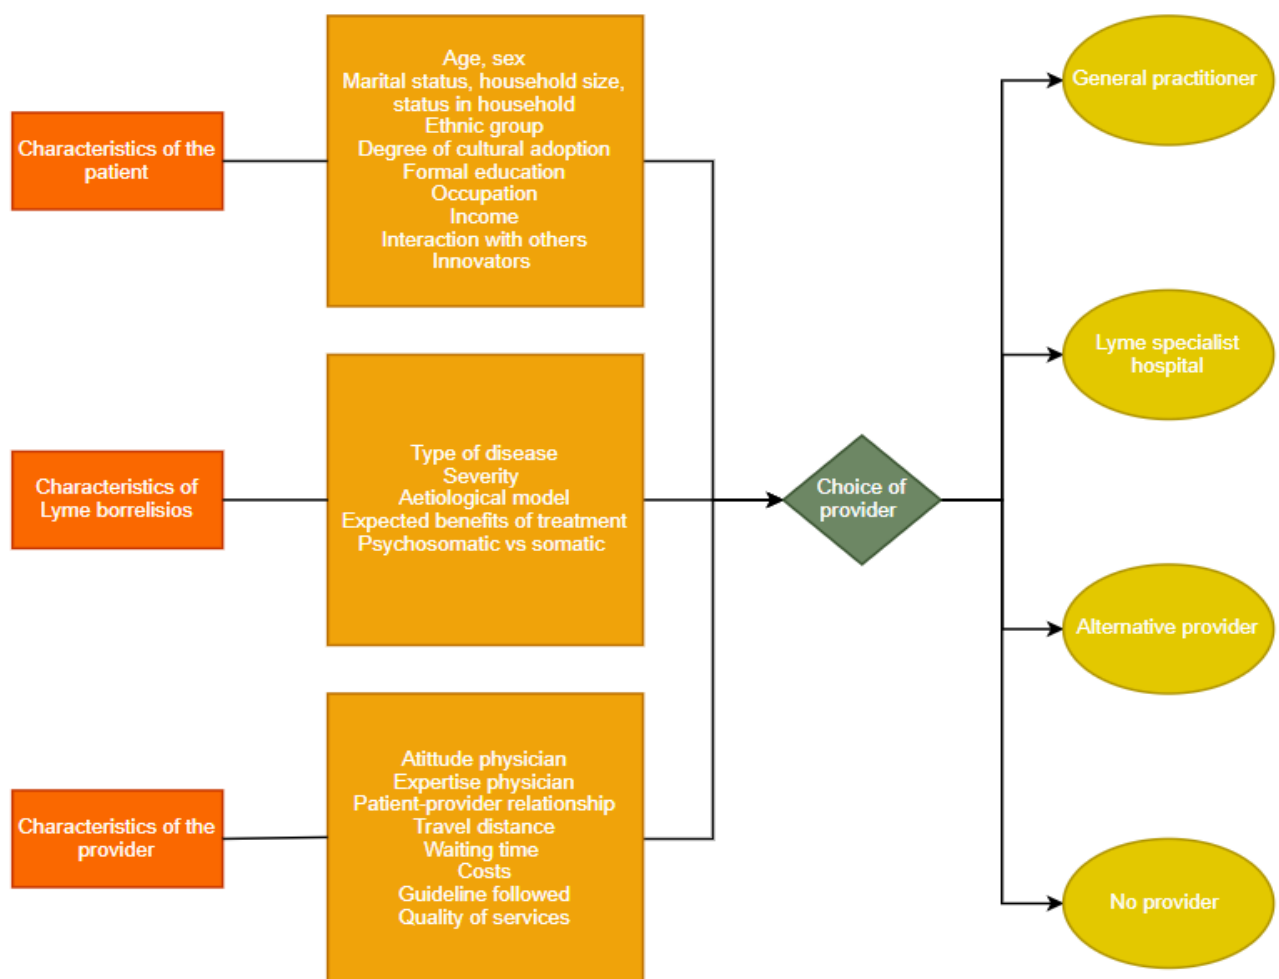 Characteristics of the
patient
Age, sex
Marital status, household size,
status in household
Ethnic group
Degree of cultural adoption
Formal education
Occupation
Income
Interaction with others
Innovators
Characteristics of
Lyme borrelisios
Type of disease
Severity
Aetiological model
Expected benefits of treatment
Psychosomatic vs somatic
Characteristics of the
provider
Atittude physician
Expertise physician
Patient-provider relationship
Travel distance
Waiting time
Costs
Guideline followed
Quality of services
Choice of
provider
General practitioner
Lyme specialist
hospital
Alternative provider
No provider